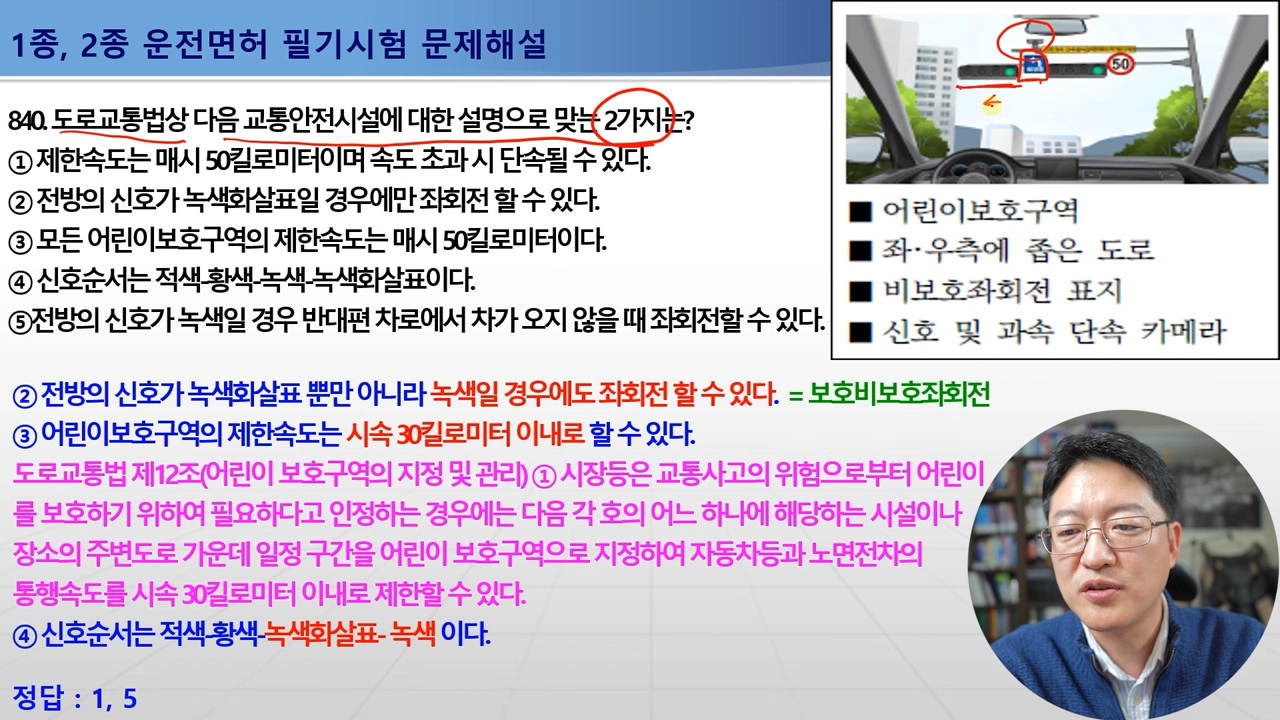 1종, 2종 운전면허 필기시험 문제해설
840. 도로교통법상 다음 교통안전시설에 대한 설명으로 맞는 2가지는?
① 제한속도는 매시 50킬로미터이며 속도 초과 시 단속될 수 있다.
② 전방의 신호가 녹색화살표일 경우에만 좌회전 할 수 있다.
③ 모든 어린이보호구역의 제한속도는 매시 50킬로미터이다.
④ 신호순서는 적색-황색-녹색-녹색화살표이다.
⑤전방의 신호가 녹색일 경우 반대편 차로에서 차가 오지 않을 때 좌회전할 수 있다.
50
■ 어린이보호구역
■ 좌·우측에 좁은 도로
■ 비보호좌회전 표지
■ 신호 및 과속 단속 카메라
② 전방의 신호가 녹색화살표 뿐만 아니라 녹색일 경우에도 좌회전 할 수 있다. = 보호비보호좌회전
③ 어린이보호구역의 제한속도는 시속 30킬로미터 이내로 할 수 있다.
도로교통법 제12조(어린이 보호구역의 지정 및 관리) ① 시장등은 교통사고의 위험으로부터 어린이
를 보호하기 위하여 필요하다고 인정하는 경우에는 다음 각 호의 어느 하나에 해당하는 시설이나
장소의 주변도로 가운데 일정 구간을 어린이 보호구역으로 지정하여 자동차등과 노면전차의
통행속도를 시속 30킬로미터 이내로 제한할 수 있다.
④ 신호순서는 적색-황색-녹색화살표- 녹색 이다.
정답 : 1, 5